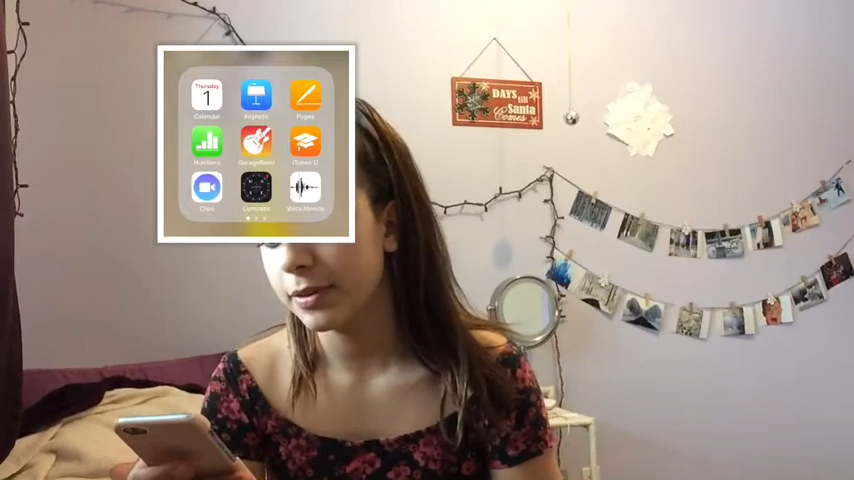 Thursday
1
Calendar
Keynote
Pages
Numbers
GarageBand
iTunes U
Clips
Compass
Voice Memos
DAYS till
Santa
Comes